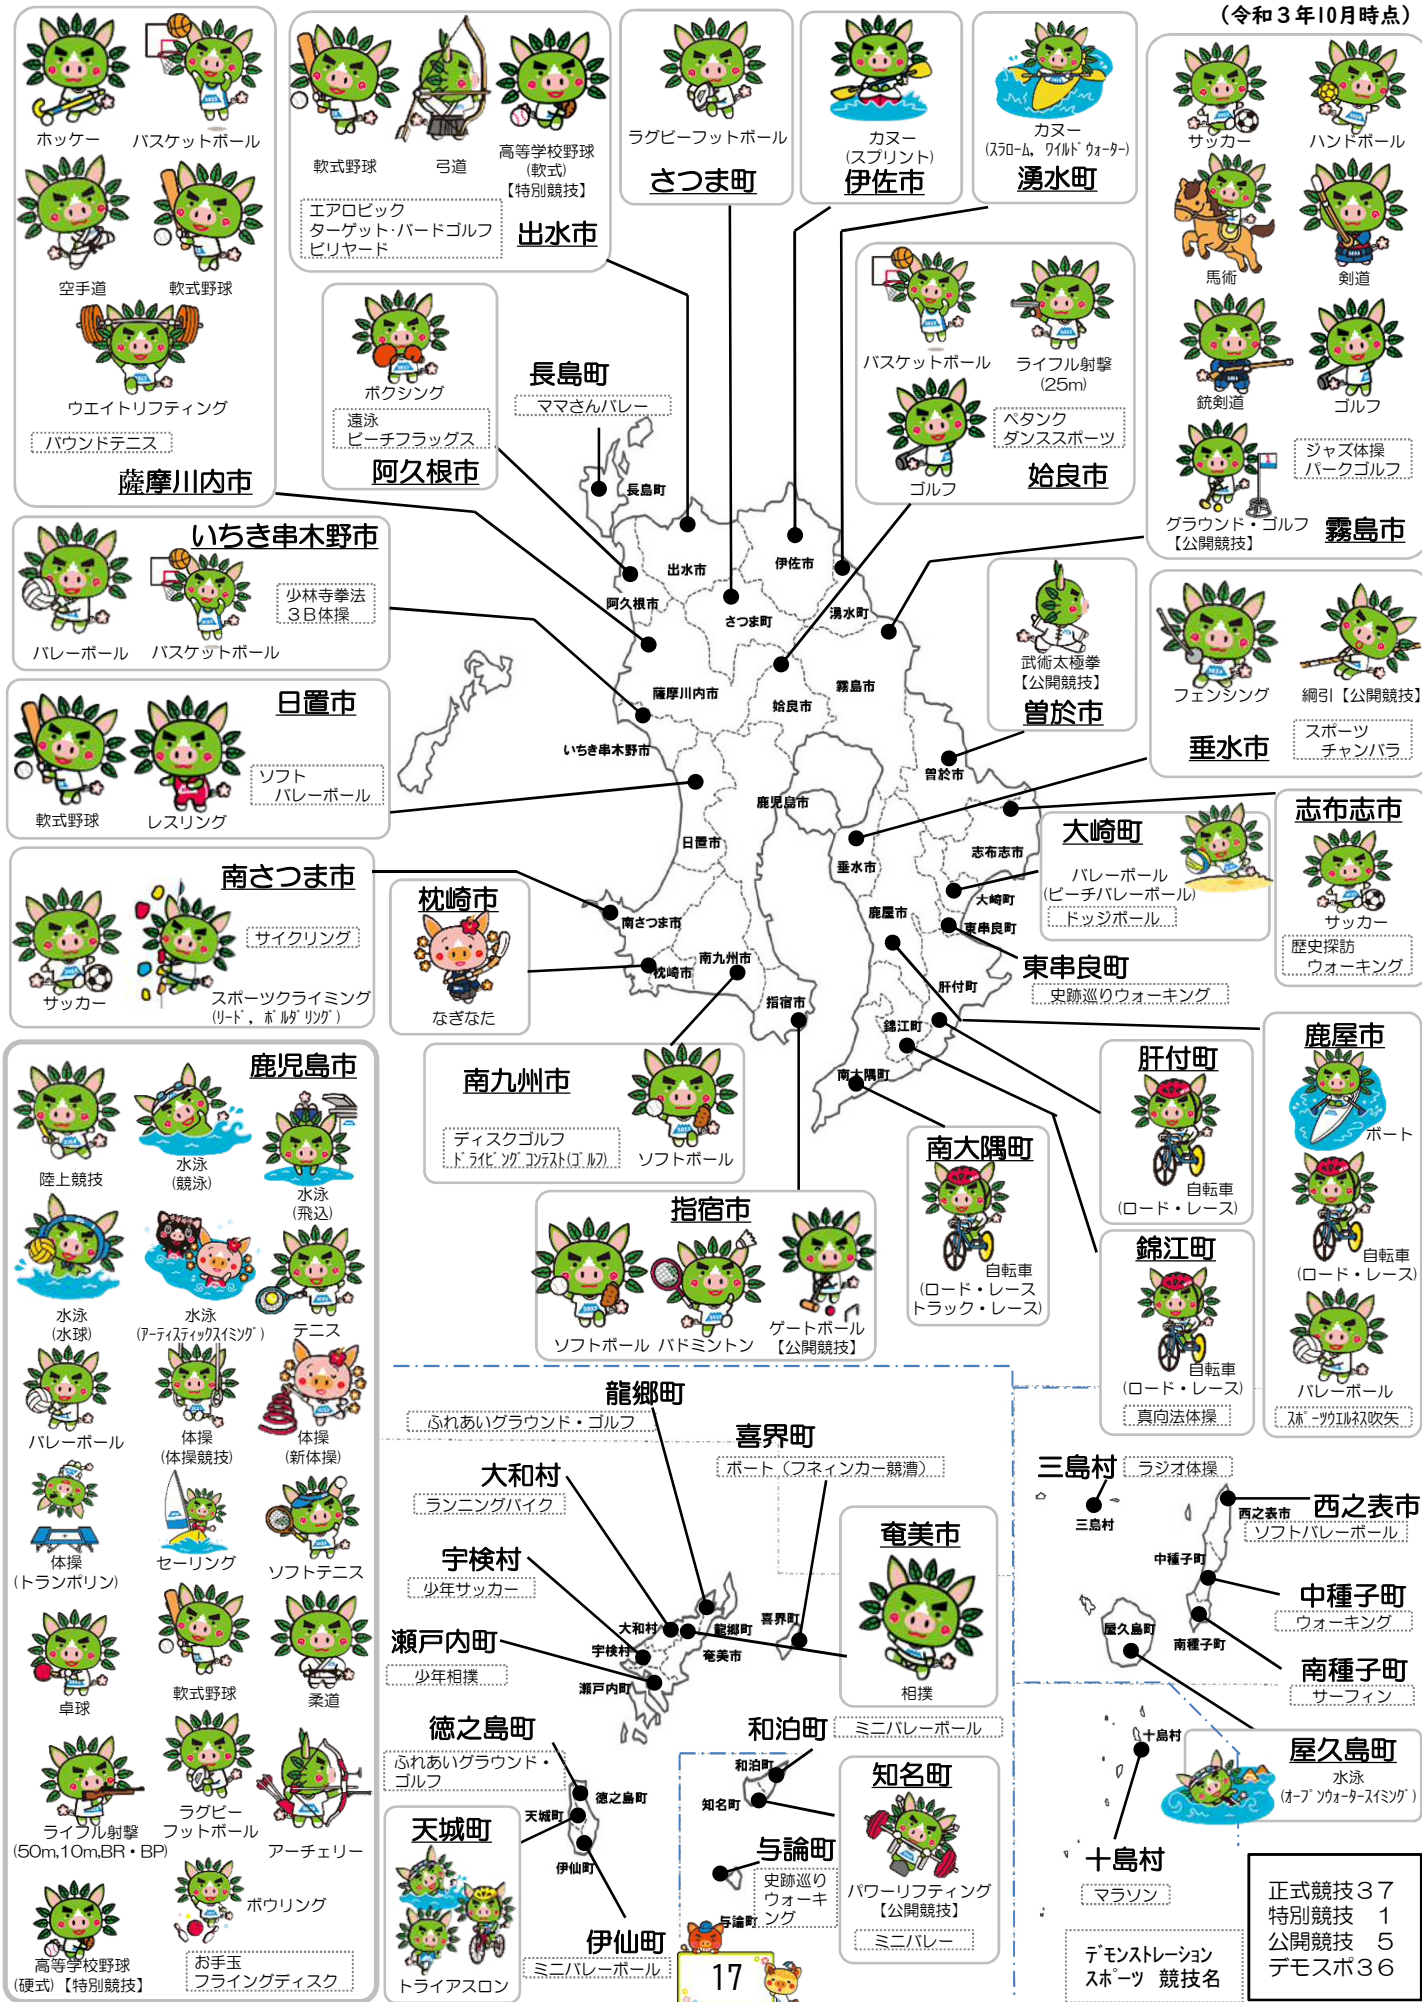 (令和３年10月時点)
ホッケー
バスケットボール
空手道
軟式野球
ウエイトリフティング
バウンドテニス
薩摩川内市
軟式野球
弓道
高等学校野球
(軟式)
【特別競技】
エアロビック
ターゲット・バードゴルフ
ビリヤード
出水市
ラグビーフットボール
さつま町
カヌー
(スプリント)
伊佐市
カヌー
(スラローム，ワイルドウォーター)
湧水町
サッカー
ハンドボール
馬術
剣道
銃剣道
ゴルフ
グラウンド・ゴルフ
【公開競技】
ジャズ体操
パークゴルフ
霧島市
ボクシング
遠泳
ビーチフラッグス
阿久根市
長島町
ママさんバレー
バスケットボール
ライフル射撃
(25m)
ゴルフ
ペタンク
ダンススポーツ
姶良市
いちき串木野市
バレーボール
バスケットボール
少林寺拳法
３Ｂ体操
日置市
軟式野球
レスリング
ソフト
バレーボール
南さつま市
サッカー
サイクリング
スポーツクライミング
(リード，ボルダリング)
枕崎市
なぎなた
武術太極拳
【公開競技】
曽於市
フェンシング
綱引【公開競技】
垂水市
スポーツ
チャンバラ
大崎町
バレーボール
(ビーチバレーボール)
ドッジボール
志布志市
サッカー
歴史探訪
ウォーキング
東串良町
史跡巡りウォーキング
長島町
出水市
伊佐市
阿久根市
さつま町
湧水町
薩摩川内市
霧島市
姶良市
いちき串木野市
曽於市
鹿児島市
日置市
垂水市
志布志市
大崎町
鹿屋市
東串良町
南さつま市
南九州市
枕崎市
指宿市
肝付町
錦江町
南大隅町
鹿児島市
陸上競技
水泳
(競泳)
水泳
(飛込)
水泳
(水球)
水泳
(アーティスティックスイミング)
テニス
バレーボール
体操
(体操競技)
体操
(新体操)
体操
(トランポリン)
セーリング
ソフトテニス
卓球
軟式野球
柔道
ライフル射撃
(50m,10m,BR・BP)
ラグビー
フットボール
アーチェリー
高等学校野球
(硬式)【特別競技】
ボウリング
お手玉
フライングディスク
南九州市
ディスクゴルフ
ドライビングコンテスト(ゴルフ)
ソフトボール
指宿市
ソフトボール
バドミントン
ゲートボール
【公開競技】
南大隅町
自転車
(ロード・レース
トラック・レース)
肝付町
自転車
(ロード・レース)
錦江町
自転車
(ロード・レース)
真向法体操
鹿屋市
ボート
自転車
(ロード・レース)
バレーボール
スポーツウエルネス吹矢
龍郷町
ふれあいグラウンド・ゴルフ
喜界町
ボート（フネィンカー競漕）
大和村
ランニングバイク
宇検村
少年サッカー
瀬戸内町
少年相撲
奄美市
相撲
大和村
龍郷町
喜界町
宇検村
奄美市
瀬戸内町
徳之島町
ふれあいグラウンド・
ゴルフ
天城町
トライアスロン
徳之島町
天城町
伊仙町
伊仙町
ミニバレーボール
和泊町
ミニバレーボール
和泊町
知名町
知名町
パワーリフティング
【公開競技】
ミニバレー
与論町
史跡巡り
ウォーキ
ング
与論町
三島村
ラジオ体操
三島村
西之表市
西之表市
ソフトバレーボール
中種子町
中種子町
ウォーキング
屋久島町
南種子町
南種子町
サーフィン
屋久島町
水泳
(オープンウォータースイミング)
十島村
十島村
マラソン
デモンストレーション
スポーツ 競技名
正式競技３７
特別競技 １
公開競技 ５
デモスポ３６
17